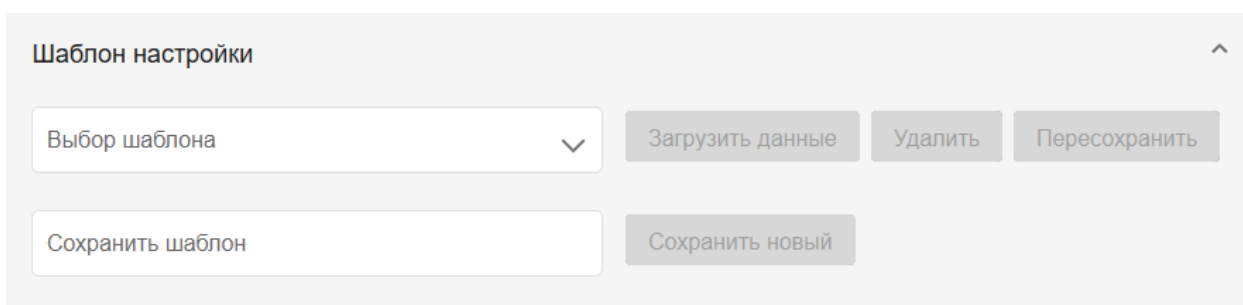 Шаблон настройки
Выбор шаблона
Загрузить данные
Удалить
Пересохранить
Сохранить шаблон
Сохранить новый